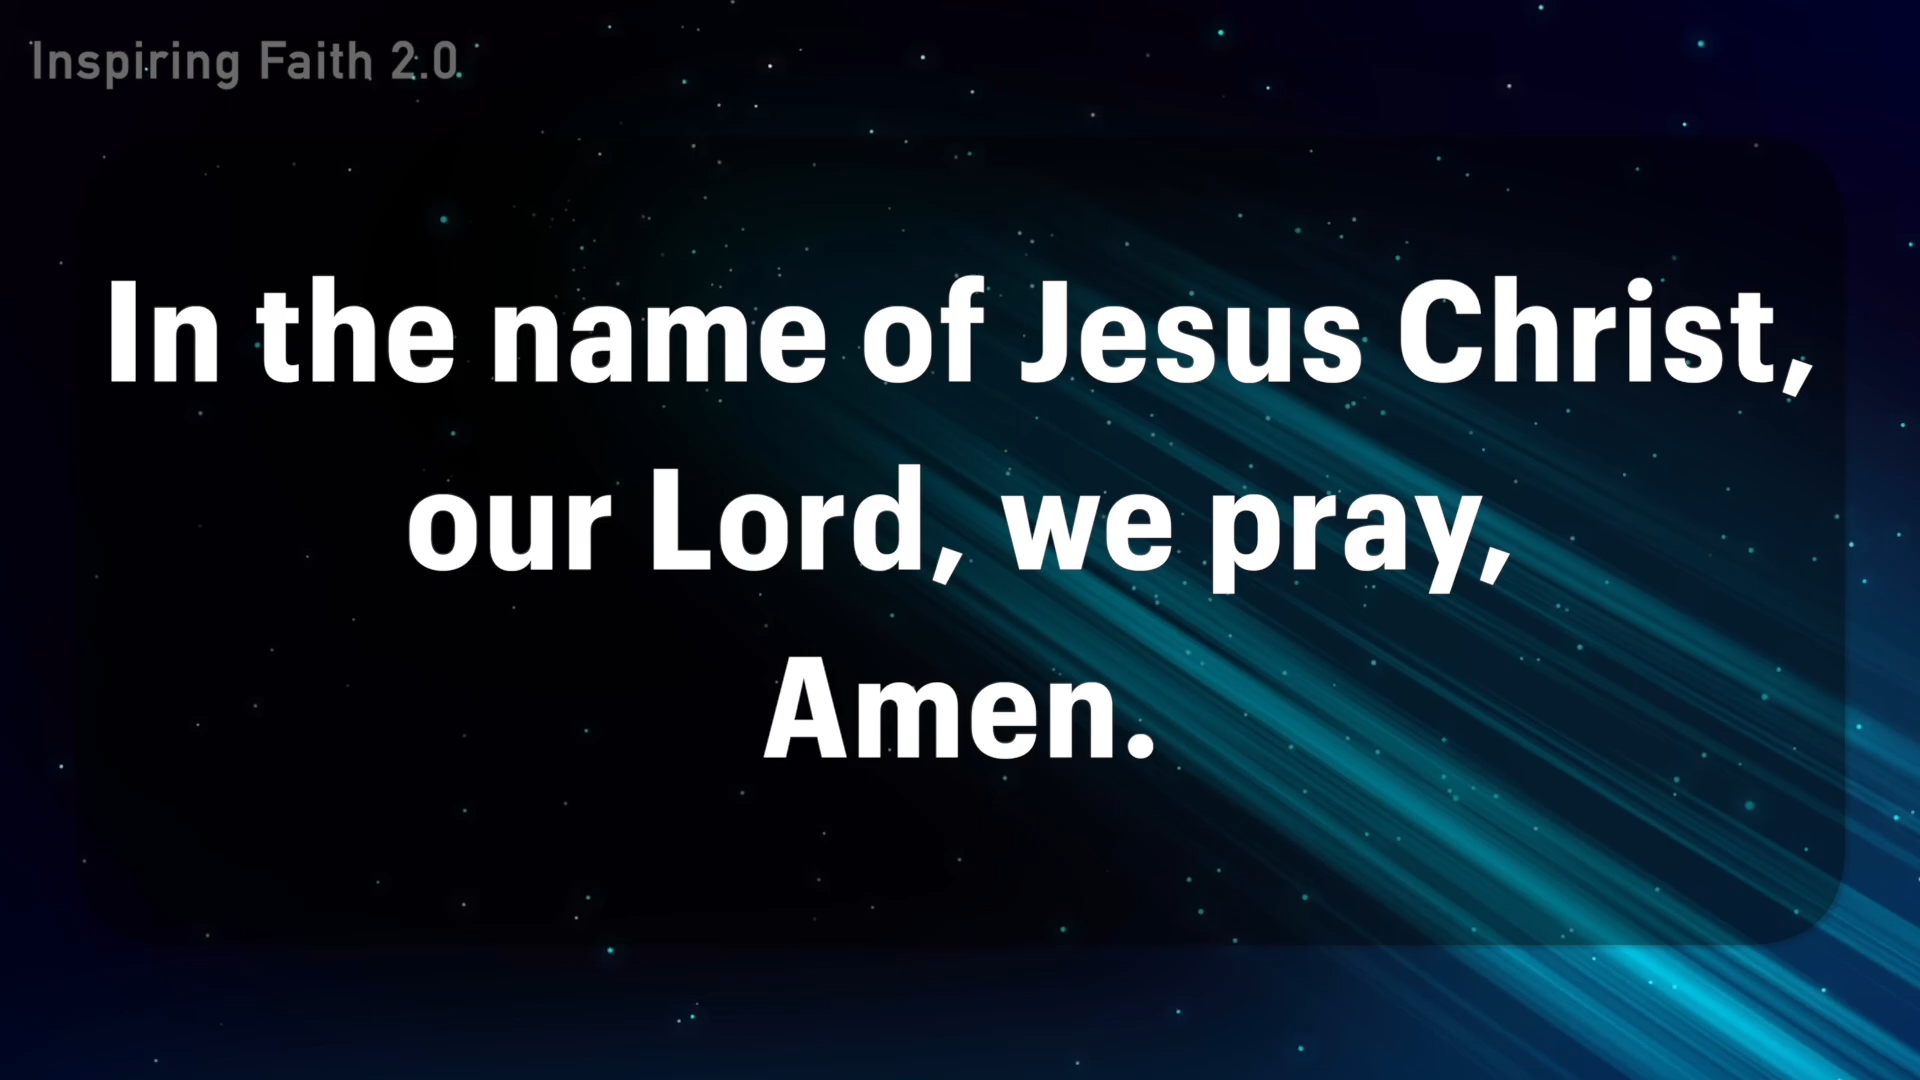 Inspiring Faith 2.0
In the name of Jesus Christ,
our Lord, we pray,
Amen.